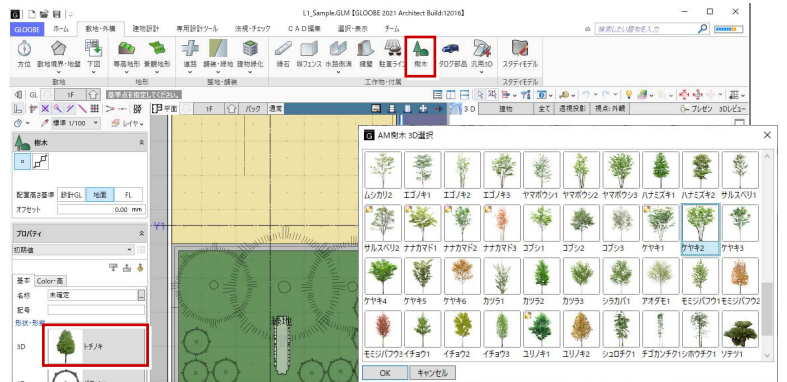 L1_Sample.GLM【GLOOBE 2021 Architect Build:12016】
GLOOBE ホーム 敷地・外構 建物設計 専用設計ツール 法規・チェック CAD編集 選択・表示 チーム 検索したい語句を入力
方位 敷地境界・地盤 下図 等高地形 景観地形 道路 舗装・緑地 建物緑化 縁石 塀フェンス 水路側溝 擁壁 駐車ライン 樹木 カタログ部品 汎用3D スタディモデル
敷地 地形 整地・舗装 工作物・付属 スタディモデル
GL 1F 基準点を指定してください。
平面 1F バック 通常 3D 建物 全て 透視投影 視点:外観 プレゼン 3Dレビュー
標準 1/100 レイヤ
樹木
配置高さ基準 設計GL 地面 FL
オフセット 0.00 mm
プロパティ
初期値
基本 Color・高
名称 未確定
記号
形状・形
3D トチノキ
Y1
緑地
AM樹木 3D選択
ムシカリ2 エゴノキ1 エゴノキ2 エゴノキ3 ヤマボウシ1 ヤマボウシ2 ヤマボウシ3 ハナミズキ1 ハナミズキ2 サルスベリ1
サルスベリ2 ナナカマド1 ナナカマド2 ナナカマド3 コブシ1 コブシ2 コブシ3 ケヤキ1 ケヤキ2 ケヤキ3
ケヤキ4 ケヤキ5 ケヤキ6 カツラ1 カツラ2 カツラ3 シラカバ1 アオダモ1 モミジバフウ1 モミジバフウ2
モミジバフウ3 イチョウ1 イチョウ2 イチョウ3 ユリノキ1 ユリノキ2 シュロチク1 チゴカンチク1 シホウチク1 ソテツ1
OK キャンセル